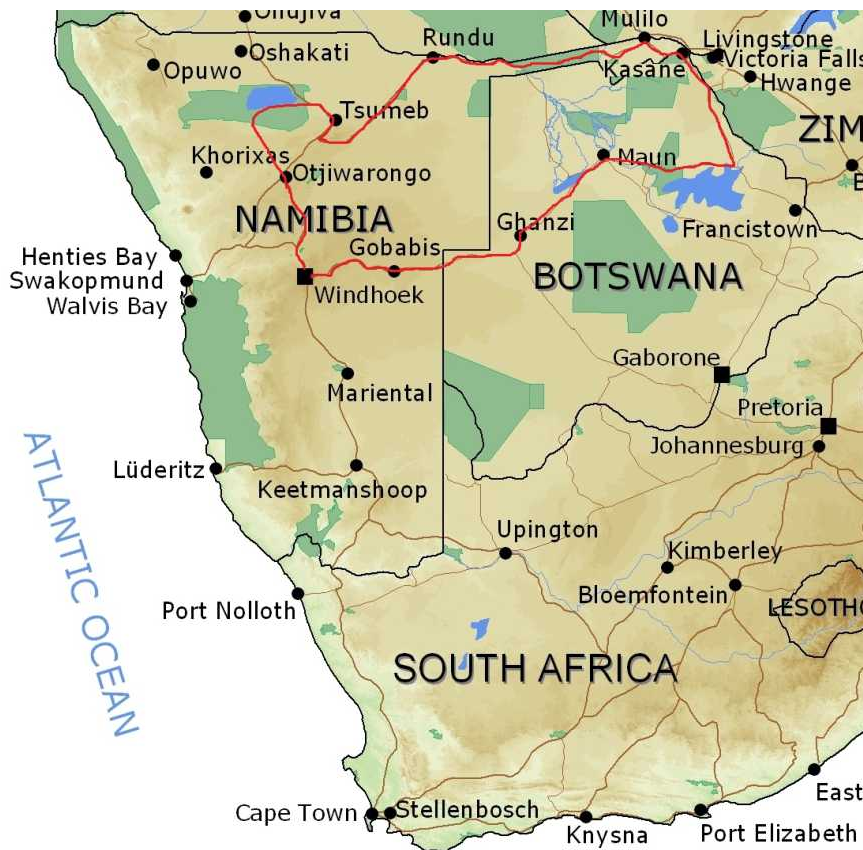 Mulilo
Livingstone
Rundu
Oshakati
Kasane
Victoria Falls
Opuwo
Hwange
Tsumeb
ZIM
Khorixas
Maun
Otjiwarongo
NAMIBIA
Ghanzi
Francistown
Gobabis
Henties Bay
Swakopmund
BOTSWANA
Windhoek
Walvis Bay
Gaborone
Mariental
Pretoria
Johannesburg
ATLANTIC OCEAN
Lüderitz
Keetmanshoop
Upington
Kimberley
Bloemfontein
Port Nolloth
LESOTHO
SOUTH AFRICA
Cape Town
Stellenbosch
East
Knysna
Port Elizabeth